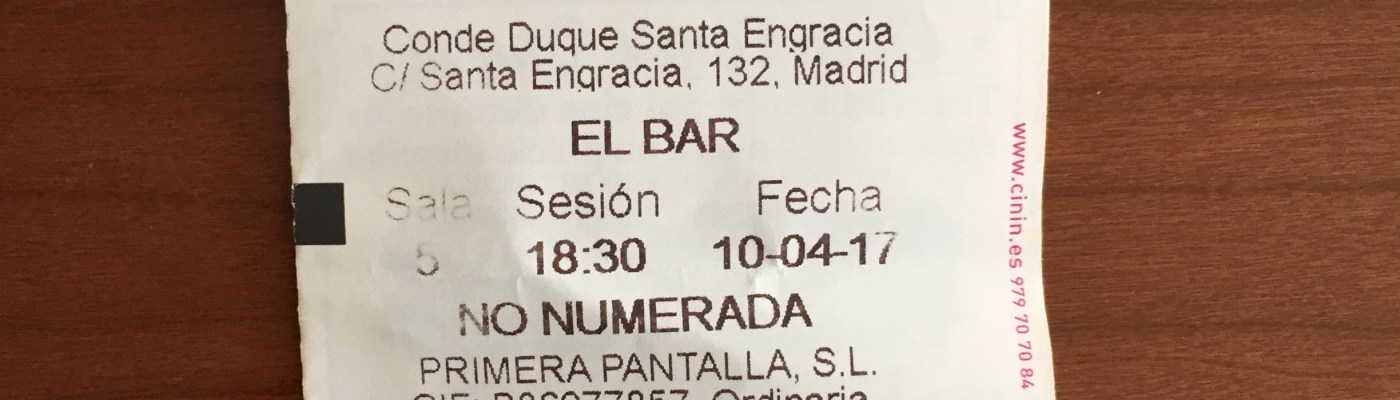 Conde Duque Santa Engracia
C/ Santa Engracia, 132, Madrid
EL BAR
Sala Sesión Fecha
5 18:30 10-04-17
NO NUMERADA
PRIMERA PANTALLA, S.L.
Ordinaria
www.cinin.es 979 70 70 84